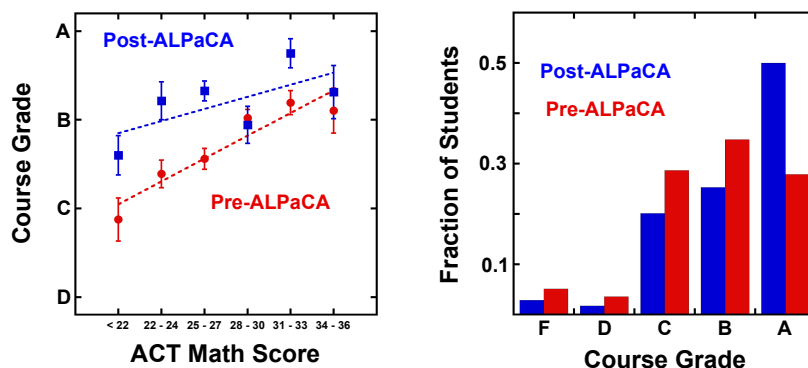 A
B
C
D
Course Grade
Post-ALPaCA
Pre-ALPaCA
< 22
22 - 24
25 - 27
28 - 30
31 - 33
34 - 36
ACT Math Score
0.5
0.3
0.1
Fraction of Students
Post-ALPaCA
Pre-ALPaCA
F
D
C
B
A
Course Grade